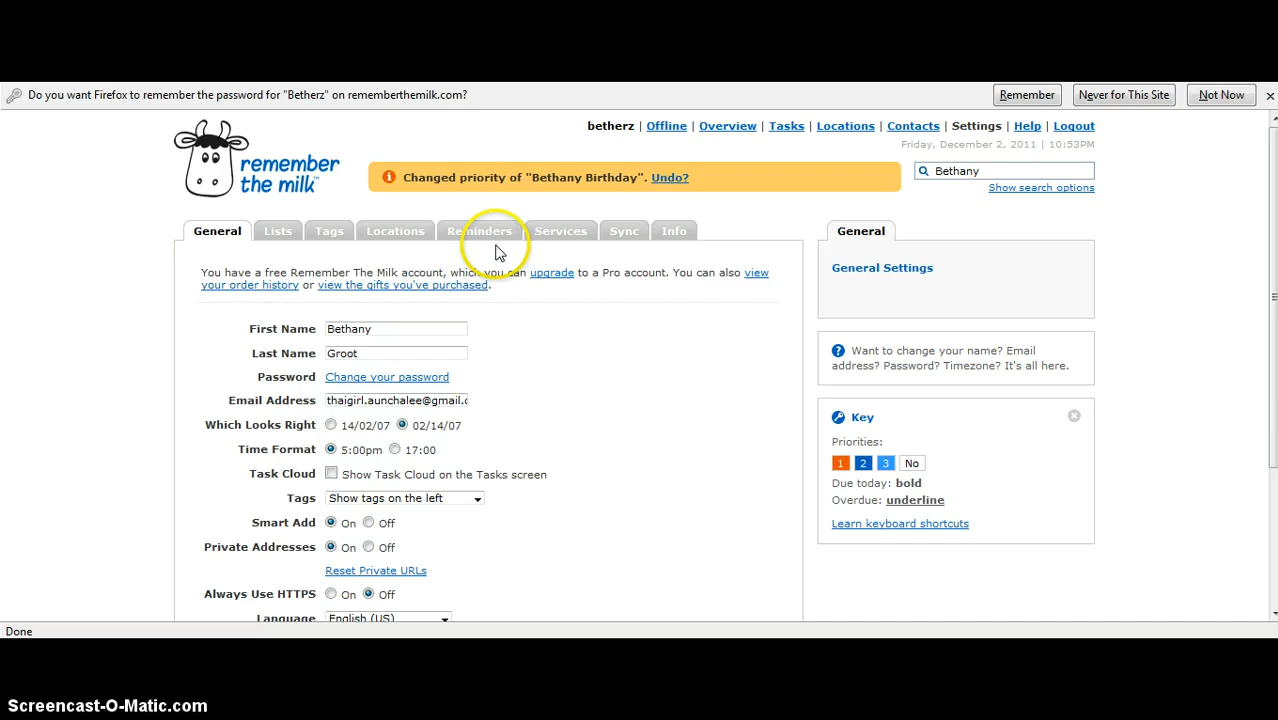 Do you want Firefox to remember the password for "Betherz" on rememberthemilk.com? Remember Never for This Site Not Now
betherz Offline Overview Tasks Locations Contacts Settings Help Logout
Friday, December 2, 2011 | 10:53PM
remember
the milk™
Changed priority of "Bethany Birthday". Undo?
Bethany
Show search options
General Lists Tags Locations Reminders Services Sync Info
You have a free Remember The Milk account, which you can upgrade to a Pro account. You can also view
your order history or view the gifts you've purchased.
First Name Bethany
Last Name Groot
Password Change your password
Email Address thaigirl.aunchalee@gmail.c
Which Looks Right 14/02/07 02/14/07
Time Format 5:00pm 17:00
Task Cloud Show Task Cloud on the Tasks screen
Tags Show tags on the left
Smart Add On Off
Private Addresses On Off
Reset Private URLs
Always Use HTTPS On Off
Language English (US)
General
General Settings
? Want to change your name? Email
address? Password? Timezone? It's all here.
Key
Priorities:
1 2 3 No
Due today: bold
Overdue: underline
Learn keyboard shortcuts
Done
Screencast-O-Matic.com